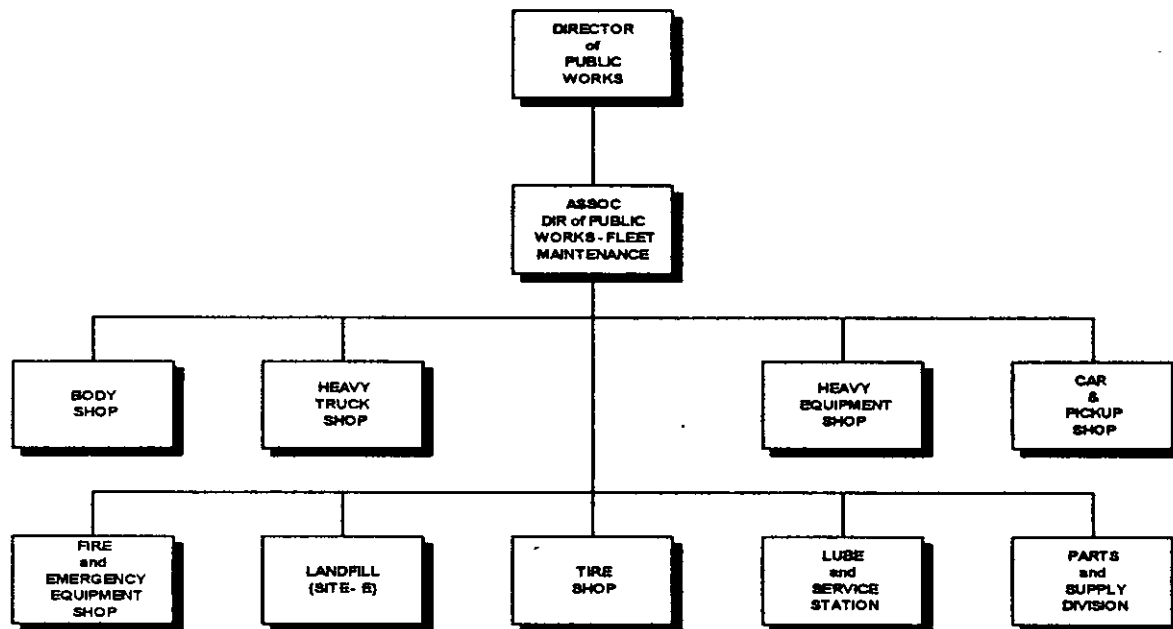 DIRECTOR
of
PUBLIC
WORKS
ASSOC
DIR of PUBLIC
WORKS - FLEET
MAINTENANCE
BODY
SHOP
HEAVY
TRUCK
SHOP
HEAVY
EQUIPMENT
SHOP
CAR
&
PICKUP
SHOP
FIRE
and
EMERGENCY
EQUIPMENT
SHOP
LANDFILL
(SITE - E)
TIRE
SHOP
LUBE
and
SERVICE
STATION
PARTS
and
SUPPLY
DIVISION